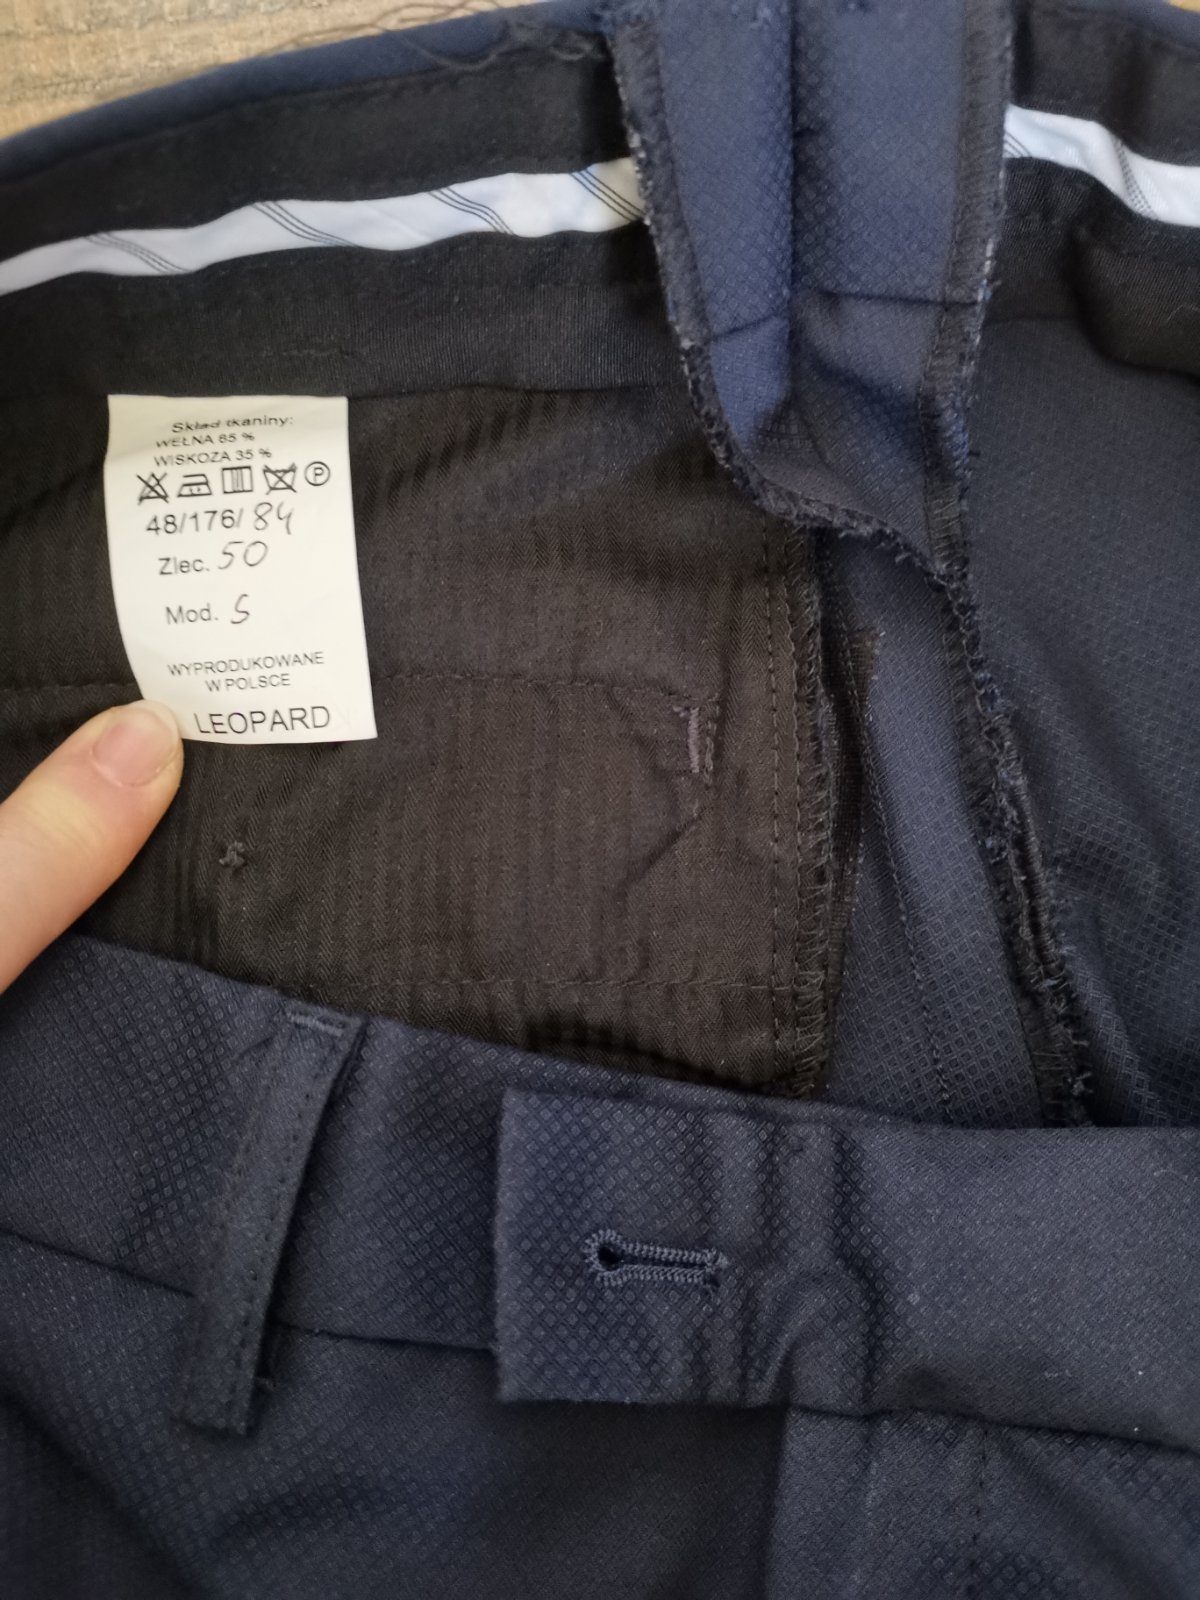 Skład tkaniny:
WEŁNA 65 %
WISKOZA 35 %
P
48/176/ 84
Zlec. 50
Mod. S
WYPRODUKOWANE
W POLSCE
LEOPARD